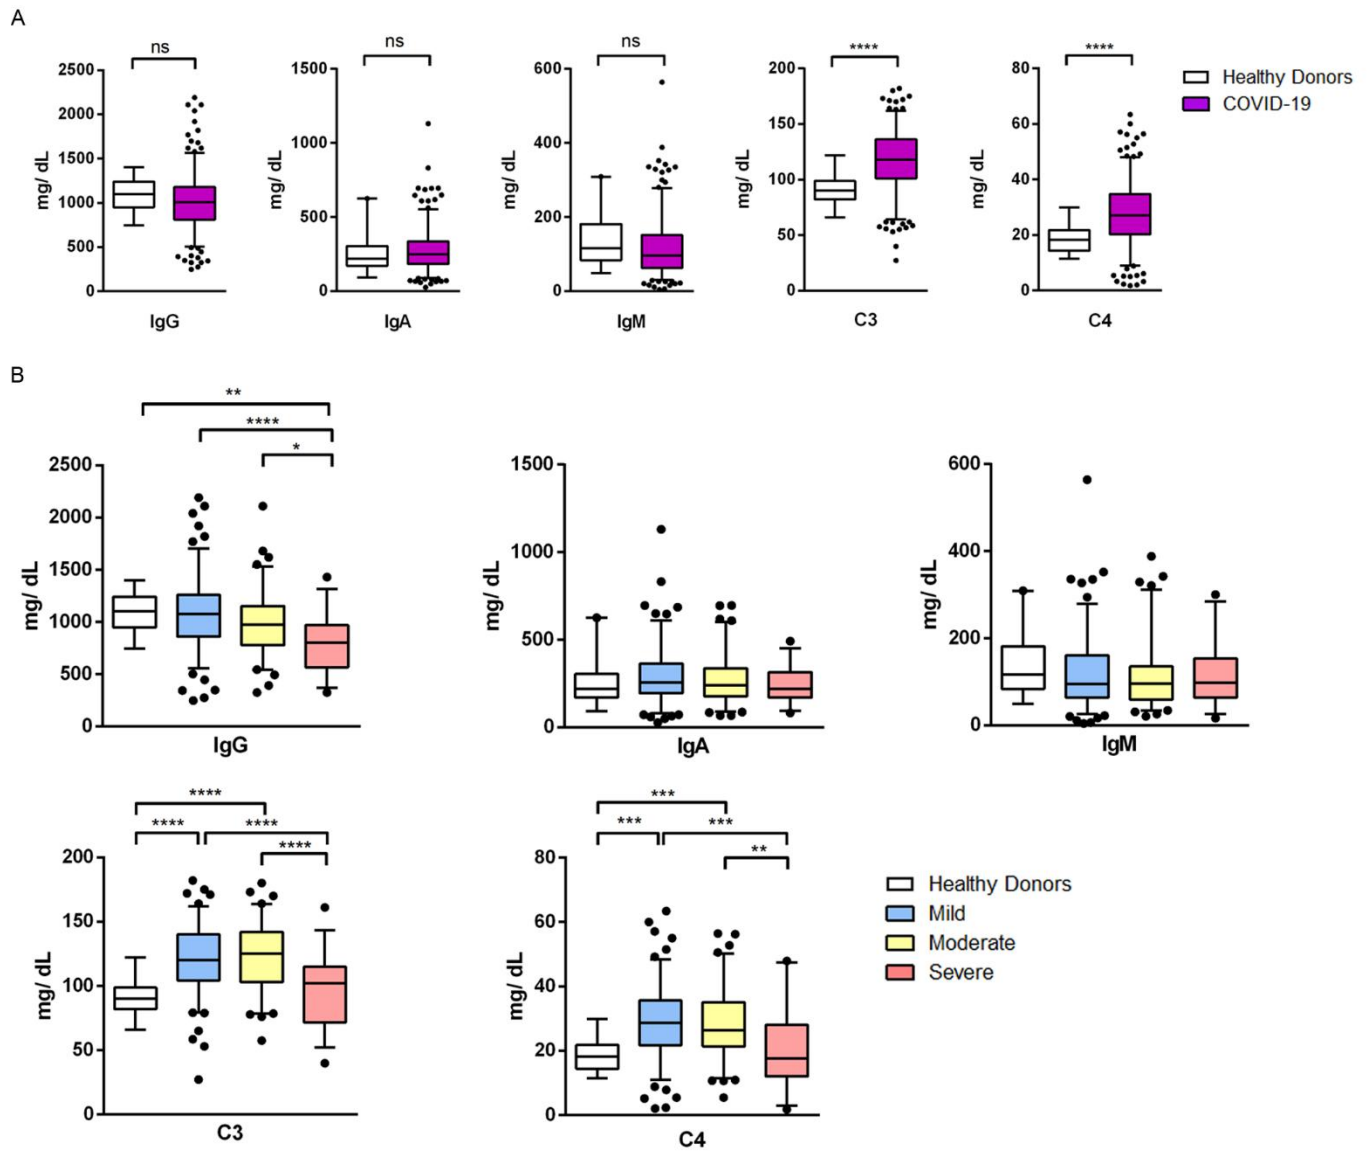 A
ns
ns
ns
****
****
Healthy Donors
COVID-19
2500
2000
1500
1000
500
0
mg/ dL
IgG
1500
1000
500
0
mg/ dL
IgA
600
400
200
0
mg/ dL
IgM
200
150
100
50
0
mg/ dL
C3
80
60
40
20
0
mg/ dL
C4
B
**
****
*
2500
2000
1500
1000
500
0
mg/ dL
IgG
1500
1000
500
0
mg/ dL
IgA
600
400
200
0
mg/ dL
IgM
****
****
****
****
200
150
100
50
0
mg/ dL
C3
***
***
***
**
80
60
40
20
0
mg/ dL
C4
Healthy Donors
Mild
Moderate
Severe